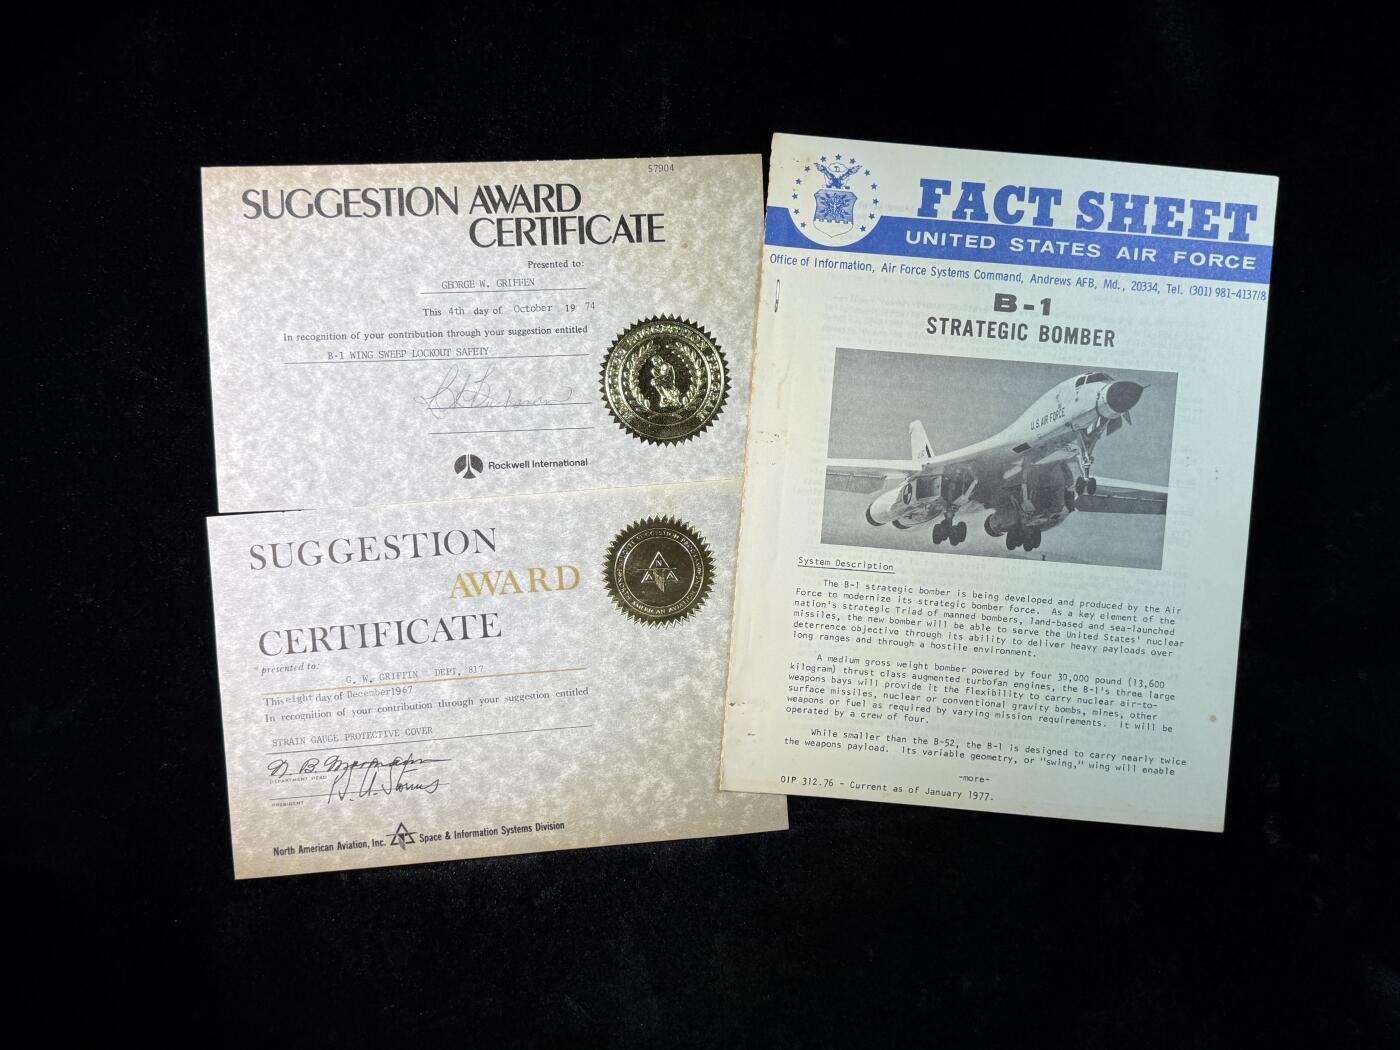 57904
SUGGESTION AWARD
CERTIFICATE
Presented to:
GEORGE W. GRIFFEN
This 4th day of October 19 74
In recognition of your contribution through your suggestion entitled
B-1 WING SWEEP LOCKOUT SAFETY
Rockwell International
SUGGESTION
AWARD
CERTIFICATE
presented to:
G. W. GRIFFIN DEPT. 817
This eight day of December 1967
In recognition of your contribution through your suggestion entitled
STRAIN GAUGE PROTECTIVE COVER
DEPARTMENT HEAD
PRESIDENT
North American Aviation, Inc. Space & Information Systems Division
FACT SHEET
UNITED STATES AIR FORCE
Office of Information, Air Force Systems Command, Andrews AFB, Md., 20334, Tel. (301) 981-4137/8
B-1
STRATEGIC BOMBER
U.S. AIR FORCE
System Description
The B-1 strategic bomber is being developed and produced by the Air
Force to modernize its strategic bomber force. As a key element of the
nation's strategic Triad of manned bombers, land-based and sea-launched
missiles, the new bomber will be able to serve the United States' nuclear
deterrence objective through its ability to deliver heavy payloads over
long ranges and through a hostile environment.
A medium gross weight bomber powered by four 30,000 pound (13,600
kilogram) thrust class augmented turbofan engines, the B-1's three large
weapons bays will provide it the flexibility to carry nuclear air-to-
surface missiles, nuclear or conventional gravity bombs, mines, other
weapons or fuel as required by varying mission requirements. It will be
operated by a crew of four.
While smaller than the B-52, the B-1 is designed to carry nearly twice
the weapons payload. Its variable geometry, or "swing," wing will enable
-more-
OIP 312.76 - Current as of January 1977.